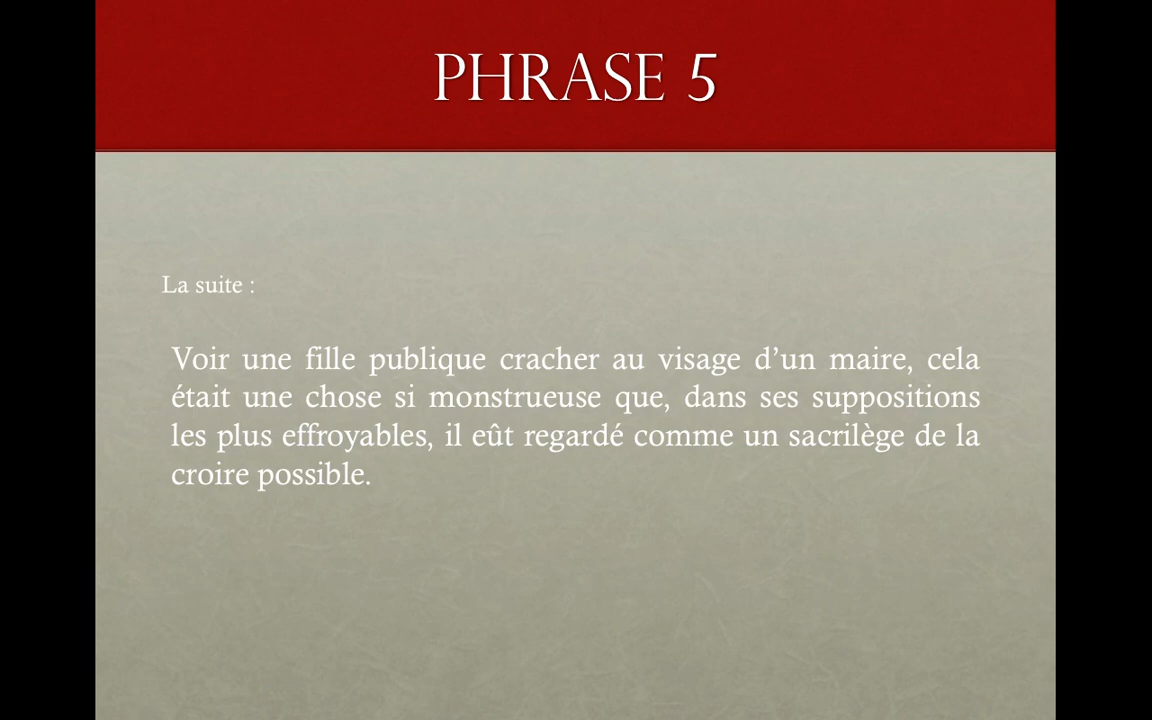 PHRASE 5
La suite :
Voir une fille publique cracher au visage d’un maire, cela
était une chose si monstrueuse que, dans ses suppositions
les plus effroyables, il eût regardé comme un sacrilège de la
croire possible.